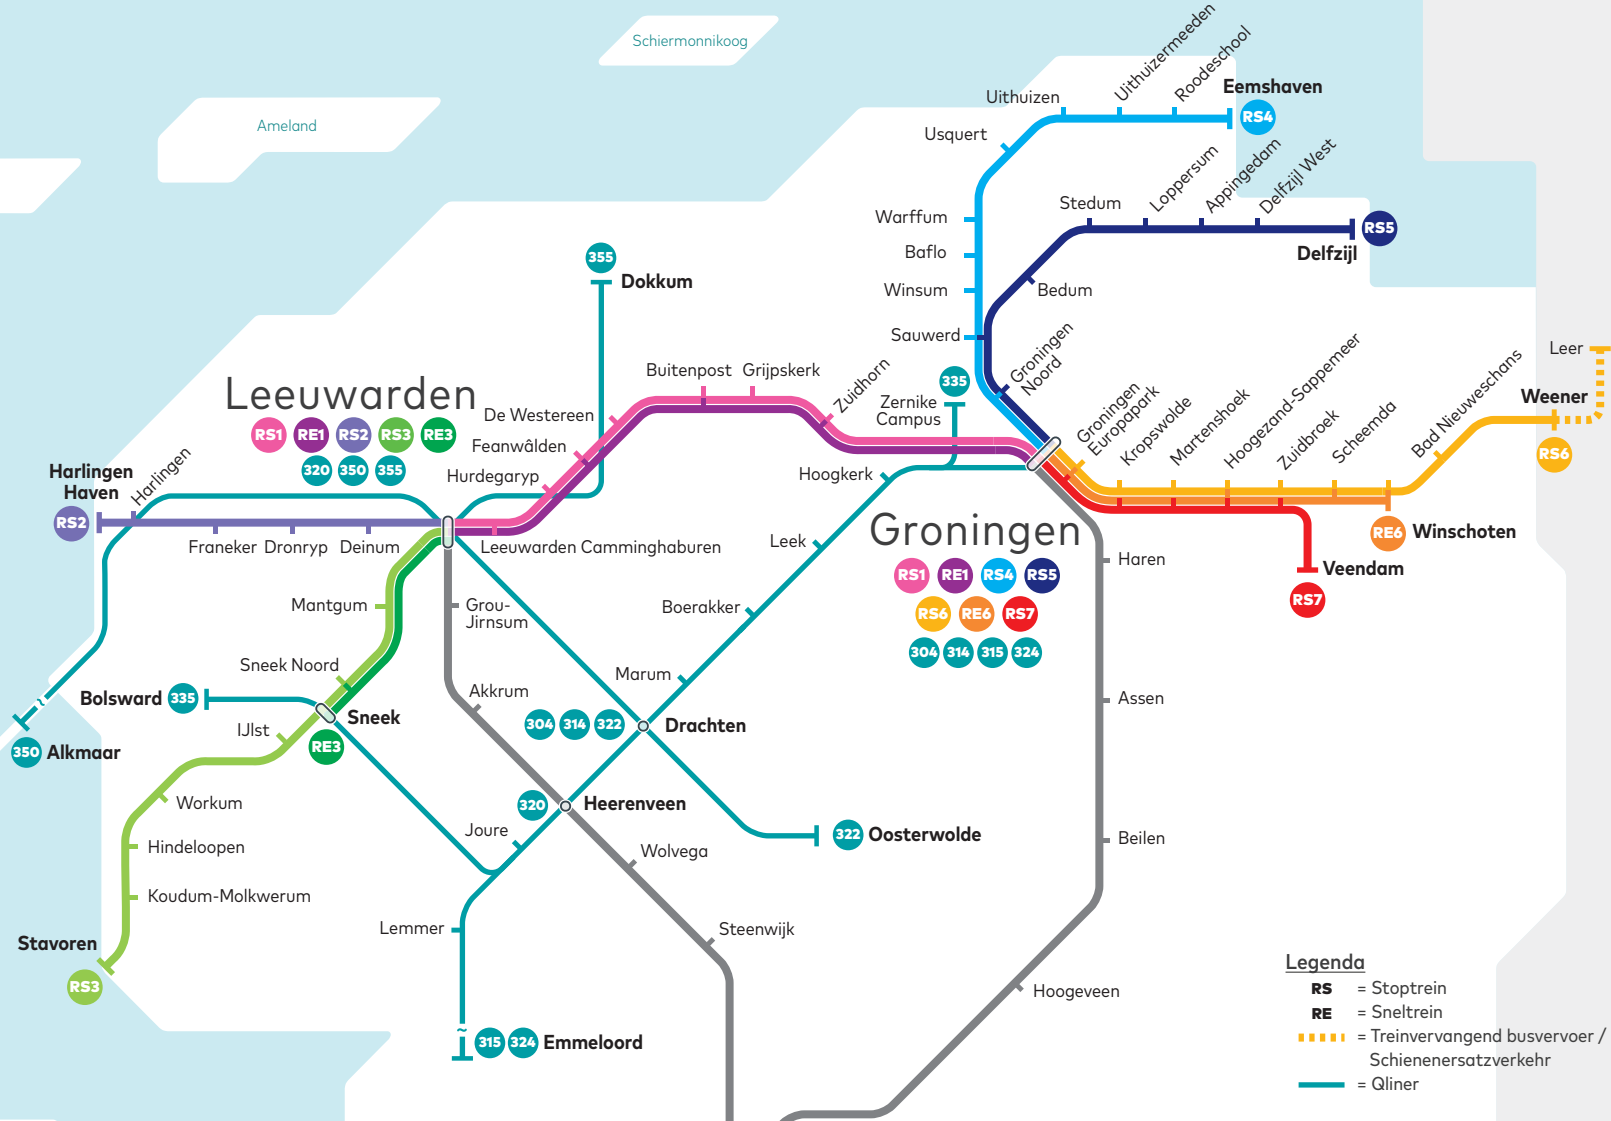 Schiermonnikoog
Ameland
Uithuizen
Uithuizermeeden
Roodeschool
Eemshaven
RS4
Usquert
Warffum
Baflo
Winsum
Sauwerd
Stedum
Loppersum
Appingedam
Delfzijl West
RS5
Delfzijl
Bedum
Groningen
Noord
355
Dokkum
Leeuwarden
RS1 RE1 RS2 RS3 RE3
320 350 355
Harlingen
Haven
RS2
Harlingen
Franeker
Dronryp
Deinum
Buitenpost
Grijpskerk
Zuidhorn
De Westereen
Feanwâlden
Hurdegaryp
Leeuwarden Camminghaburen
335
Zernike
Campus
Hoogkerk
Leek
Boerakker
Marum
Groningen
RS1 RE1 RS4 RS5
RS6 RE6 RS7
304 314 315 324
Groningen
Europapark
Kropswolde
Martenshoek
Hoogezand-Sappemeer
Zuidbroek
Scheemda
Bad Nieuweschans
Leer
Weener
RS6
RE6
Winschoten
Veendam
RS7
Haren
Assen
Beilen
Hoogeveen
Mantgum
Sneek Noord
Bolsward
335
Sneek
RE3
IJlst
~
350
Alkmaar
Workum
Hindeloopen
Koudum-Molkwerum
Stavoren
RS3
Grou-
Jirnsum
Akkrum
304 314 322
Drachten
320
Heerenveen
Joure
Wolvega
322
Oosterwolde
Steenwijk
Lemmer
~
315 324
Emmeloord
Legenda
RS = Stoptrein
RE = Sneltrein
= Treinvervangend busvervoer /
Schienenersatzverkehr
= Qliner